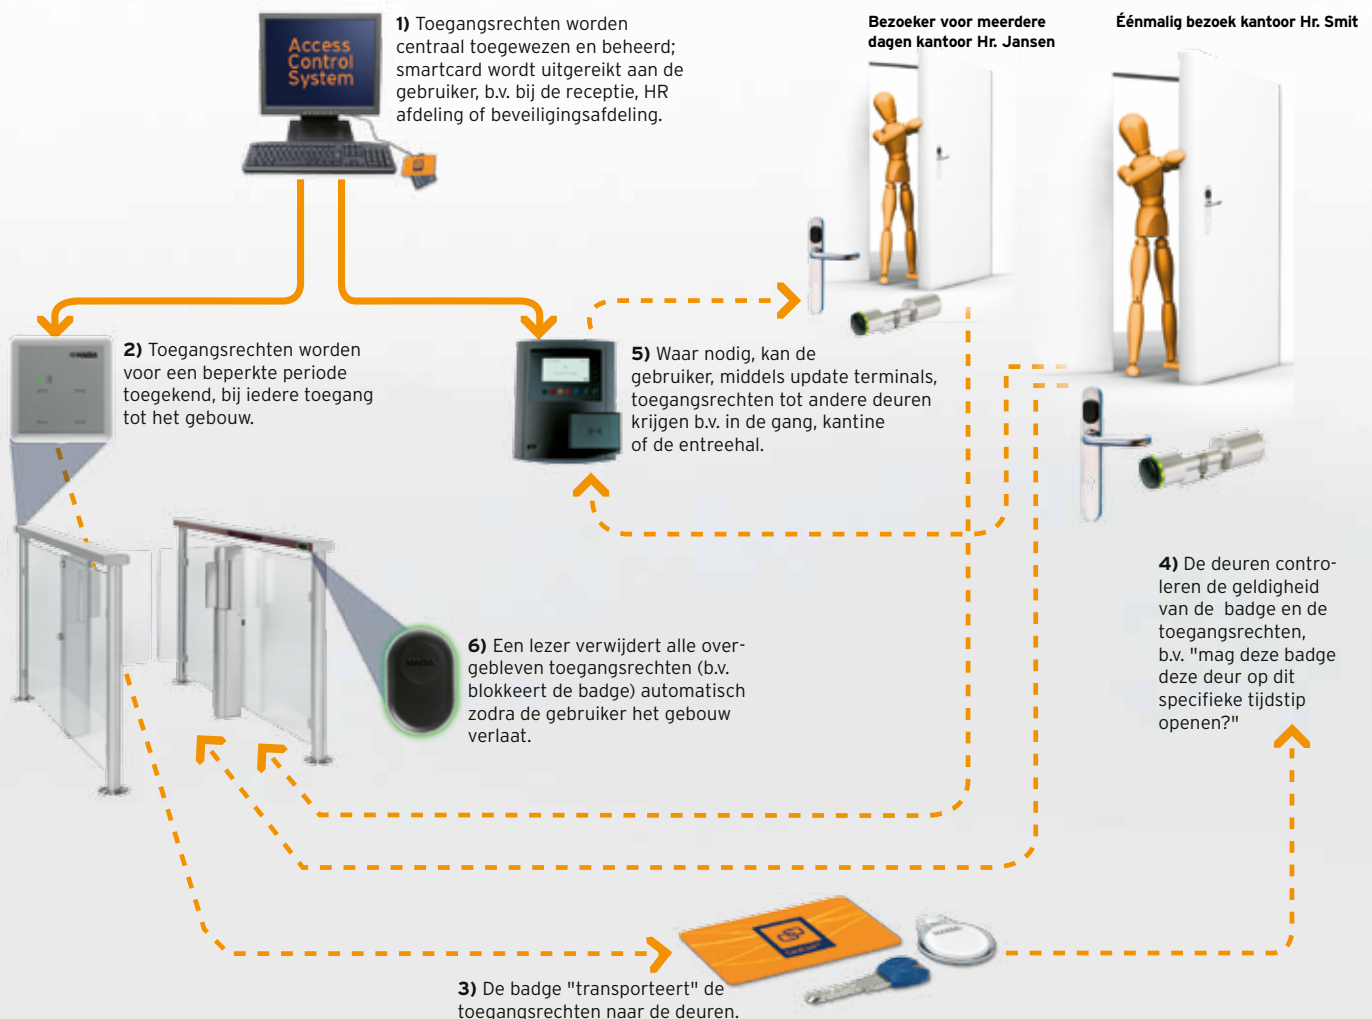 Access
Control
System
1) Toegangsrechten worden
centraal toegewezen en beheerd;
smartcard wordt uitgereikt aan de
gebruiker, b.v. bij de receptie, HR
afdeling of beveiligingsafdeling.
Bezoeker voor meerdere
dagen kantoor Hr. Jansen
Éénmalig bezoek kantoor Hr. Smit
2) Toegangsrechten worden
voor een beperkte periode
toegekend, bij iedere toegang
tot het gebouw.
5) Waar nodig, kan de
gebruiker, middels update terminals,
toegangsrechten tot andere deuren
krijgen b.v. in de gang, kantine
of de entreehal.
4) De deuren contro-
leren de geldigheid
van de badge en de
toegangsrechten,
b.v. "mag deze badge
deze deur op dit
specifieke tijdstip
openen?"
6) Een lezer verwijdert alle over-
gebleven toegangsrechten (b.v.
blokkeert de badge) automatisch
zodra de gebruiker het gebouw
verlaat.
3) De badge "transporteert" de
toegangsrechten naar de deuren.